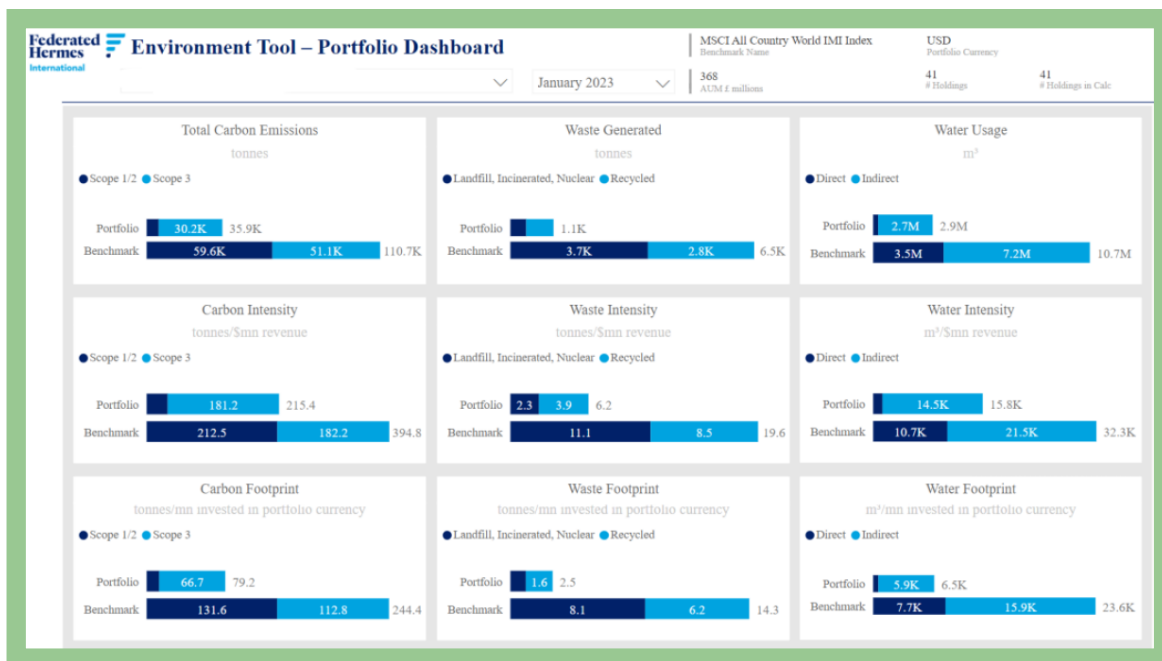 Federated
Hermes
International
Environment Tool – Portfolio Dashboard
MSCI All Country World IMI Index
Benchmark Name
USD
Portfolio Currency
January 2023
368
AUM £ millions
41
# Holdings
41
# Holdings in Calc
Total Carbon Emissions
tonnes
Scope 1/2 Scope 3
Portfolio 30.2K 35.9K
Benchmark 59.6K 51.1K 110.7K
Waste Generated
tonnes
Landfill, Incinerated, Nuclear Recycled
Portfolio 1.1K
Benchmark 3.7K 2.8K 6.5K
Water Usage
m³
Direct Indirect
Portfolio 2.7M 2.9M
Benchmark 3.5M 7.2M 10.7M
Carbon Intensity
tonnes/$mn revenue
Scope 1/2 Scope 3
Portfolio 181.2 215.4
Benchmark 212.5 182.2 394.8
Waste Intensity
tonnes/$mn revenue
Landfill, Incinerated, Nuclear Recycled
Portfolio 2.3 3.9 6.2
Benchmark 11.1 8.5 19.6
Water Intensity
m³/$mn revenue
Direct Indirect
Portfolio 14.5K 15.8K
Benchmark 10.7K 21.5K 32.3K
Carbon Footprint
tonnes/mn invested in portfolio currency
Scope 1/2 Scope 3
Portfolio 66.7 79.2
Benchmark 131.6 112.8 244.4
Waste Footprint
tonnes/mn invested in portfolio currency
Landfill, Incinerated, Nuclear Recycled
Portfolio 1.6 2.5
Benchmark 8.1 6.2 14.3
Water Footprint
m³/mn invested in portfolio currency
Direct Indirect
Portfolio 5.9K 6.5K
Benchmark 7.7K 15.9K 23.6K